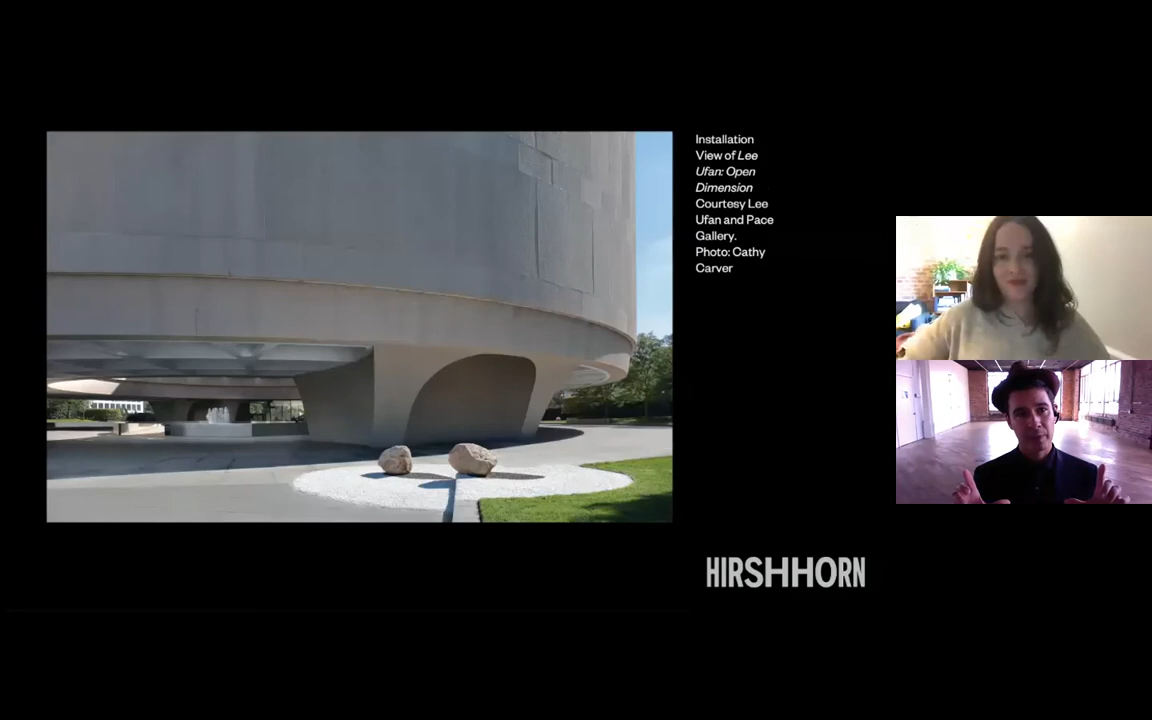 Installation
View of Lee
Ufan: Open
Dimension
Courtesy Lee
Ufan and Pace
Gallery.
Photo: Cathy
Carver
HIRSHHORN